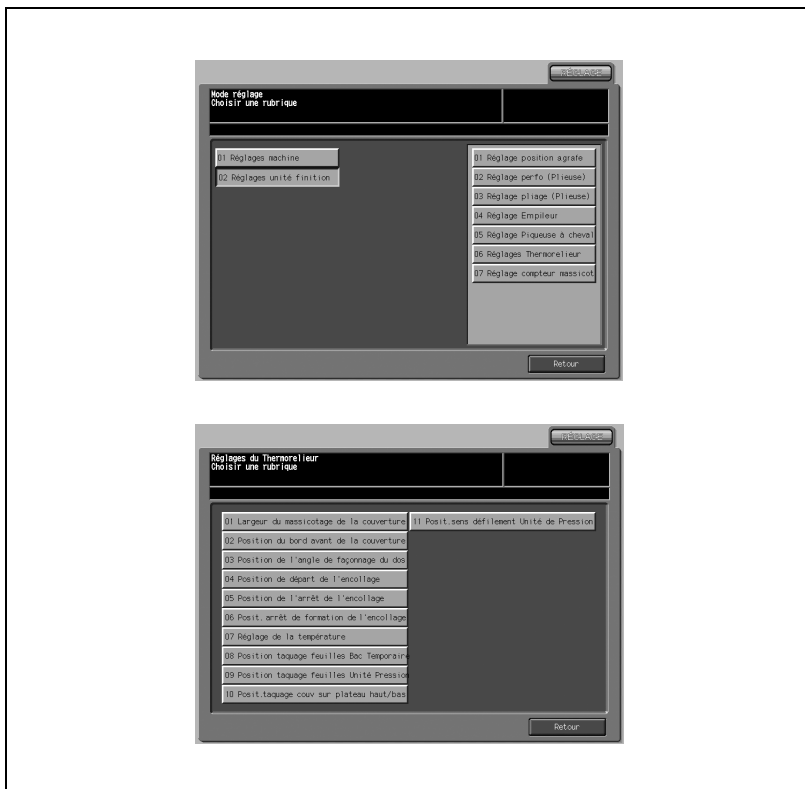 RÉGLAGE
Mode réglage
Choisir une rubrique
01 Réglages machine
02 Réglages unité finition
01 Réglage position agrafe
02 Réglage perfo (Plieuse)
03 Réglage pliage (Plieuse)
04 Réglage Empileur
05 Réglage Piqueuse à cheval
06 Réglages Thermorelieur
07 Réglage compteur massicot
Retour
RÉGLAGE
Réglages du Thermorelieur
Choisir une rubrique
01 Largeur du massicotage de la couverture
02 Position du bord avant de la couverture
03 Position de l'angle de façonnage du dos
04 Position de départ de l'encollage
05 Position de l'arrêt de l'encollage
06 Posit. arrêt de formation de l'encollage
07 Réglage de la température
08 Position taquage feuilles Bac Temporaire
09 Position taquage feuilles Unité Pression
10 Posit.taquage couv sur plateau haut/bas
11 Posit.sens défilement Unité de Pression
Retour